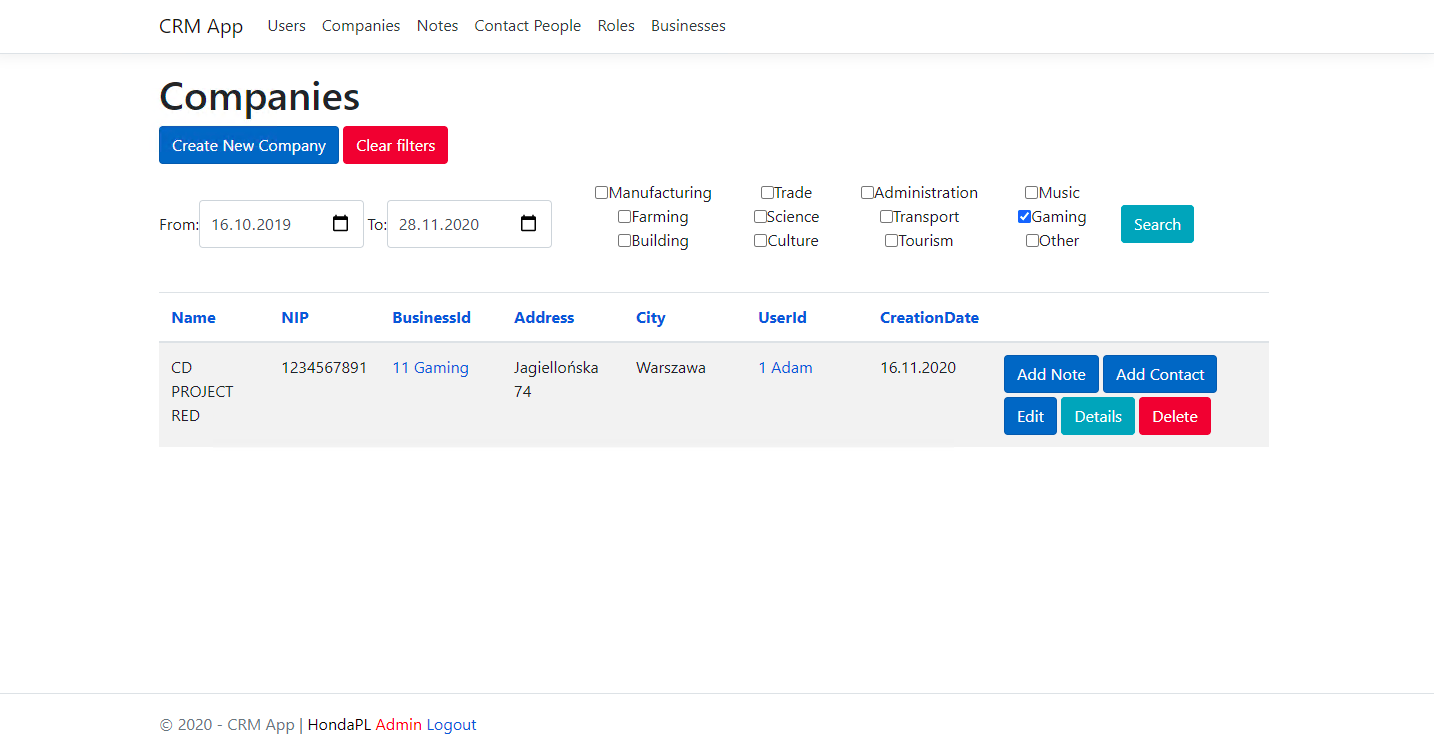 CRM App Users Companies Notes Contact People Roles Businesses
Companies
Create New Company Clear filters
Manufacturing Trade Administration Music
From: 16.10.2019 To: 28.11.2020 Farming Science Transport Gaming Search
Building Culture Tourism Other
Name NIP BusinessId Address City UserId CreationDate
CD 1234567891 11 Gaming Jagiellońska Warszawa 1 Adam 16.11.2020 Add Note Add Contact
PROJECT 74
RED Edit Details Delete
© 2020 - CRM App | HondaPL Admin Logout